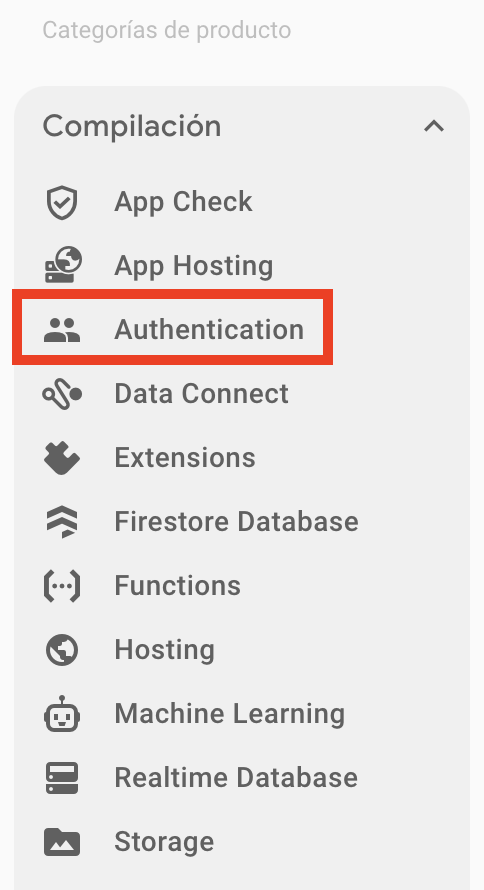 Categorías de producto
Compilación
App Check
App Hosting
Authentication
Data Connect
Extensions
Firestore Database
Functions
Hosting
Machine Learning
Realtime Database
Storage